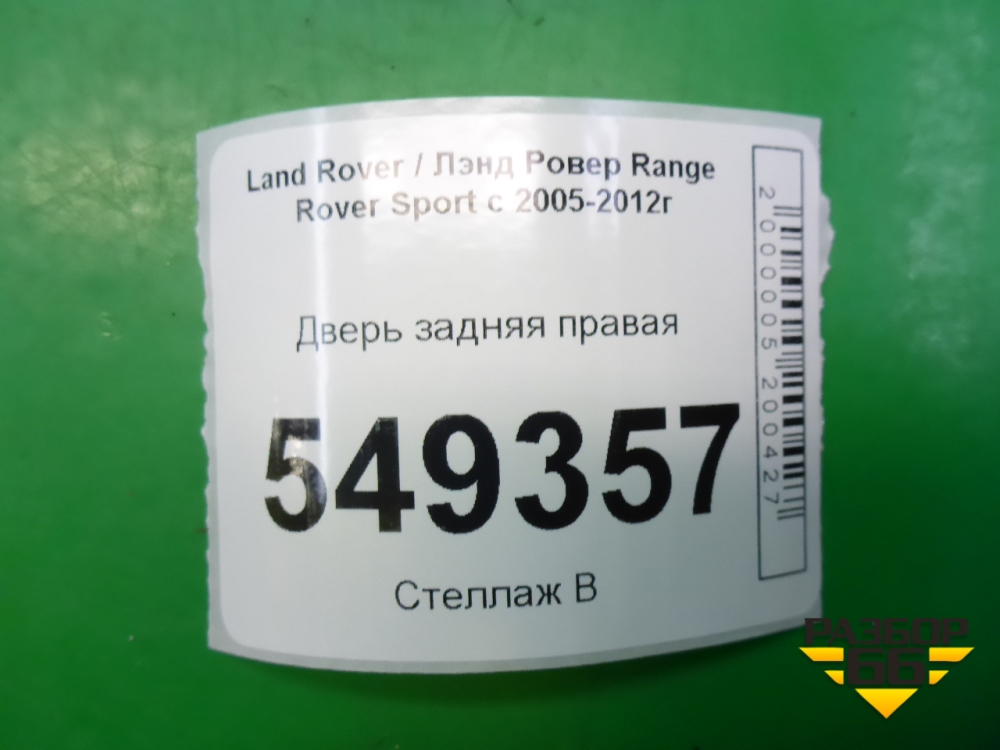 Land Rover / Лэнд Ровер Range
Rover Sport с 2005-2012г
Дверь задняя правая
549357
Стеллаж В
2000005200427
РАЗБОР
66